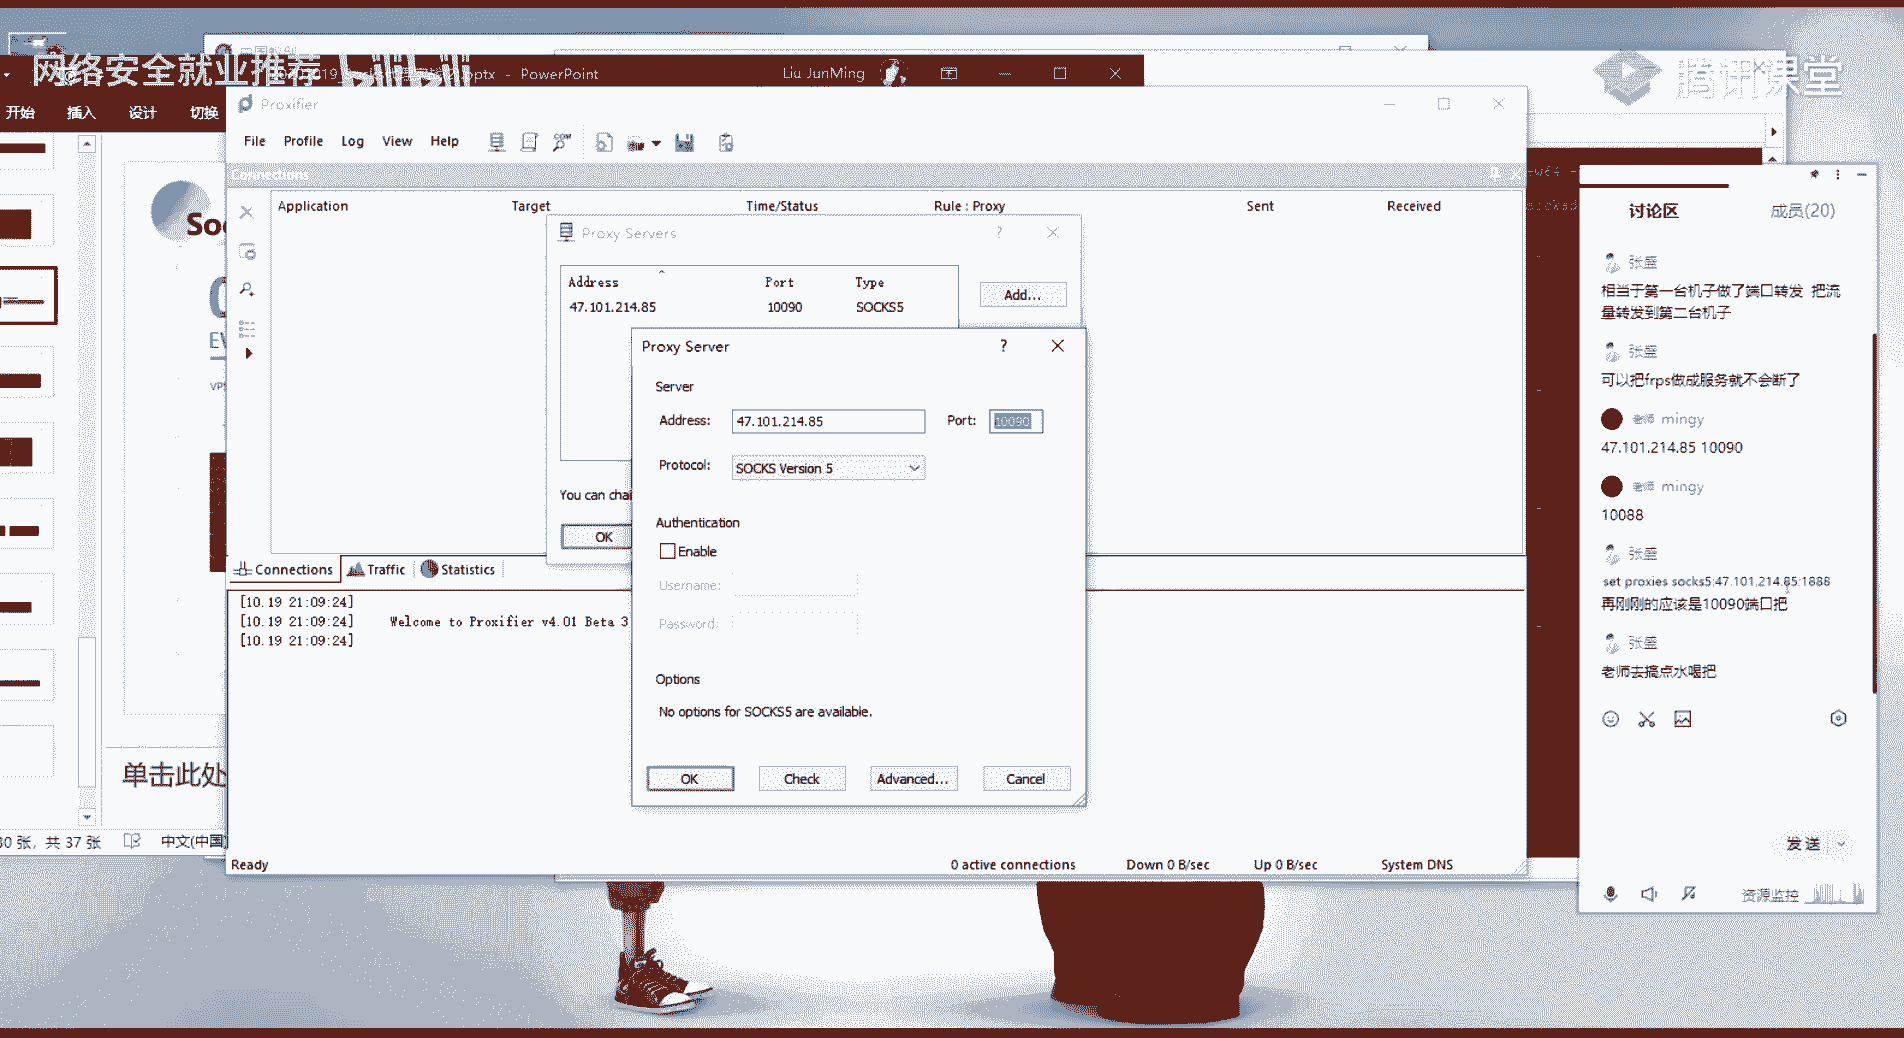 网络安全就业推荐 bilibili
腾讯课堂
pptx - PowerPoint
Liu JunMing
开始 插入 设计 切换
Proxifier
File Profile Log View Help
Connections
Application Target Time/Status Rule : Proxy Sent Received
Proxy Servers
Address Port Type
47.101.214.85 10090 SOCKS5
Add...
You can chai
OK
Proxy Server
Server
Address: 47.101.214.85 Port: 10090
Protocol: SOCKS Version 5
Authentication
Enable
Username:
Password:
Options
No options for SOCKS5 are available.
OK Check Advanced... Cancel
Connections Traffic Statistics
[10.19 21:09:24]
[10.19 21:09:24] Welcome to Proxifier v4.01 Beta 3
[10.19 21:09:24]
Ready 0 active connections Down 0 B/sec Up 0 B/sec System DNS
Soc
EV
VPS
单击此处
30 张，共 37 张 中文(中国)
讨论区 成员(20)
张盛
相当于第一台机子做了端口转发 把流
量转发到第二台机子
张盛
可以把frps做成服务就不会断了
老师 mingy
47.101.214.85 10090
老师 mingy
10088
张盛
set proxies socks5:47.101.214.85:1888
再刚刚的应该是10090端口把
张盛
老师去搞点水喝把
发送
资源监控